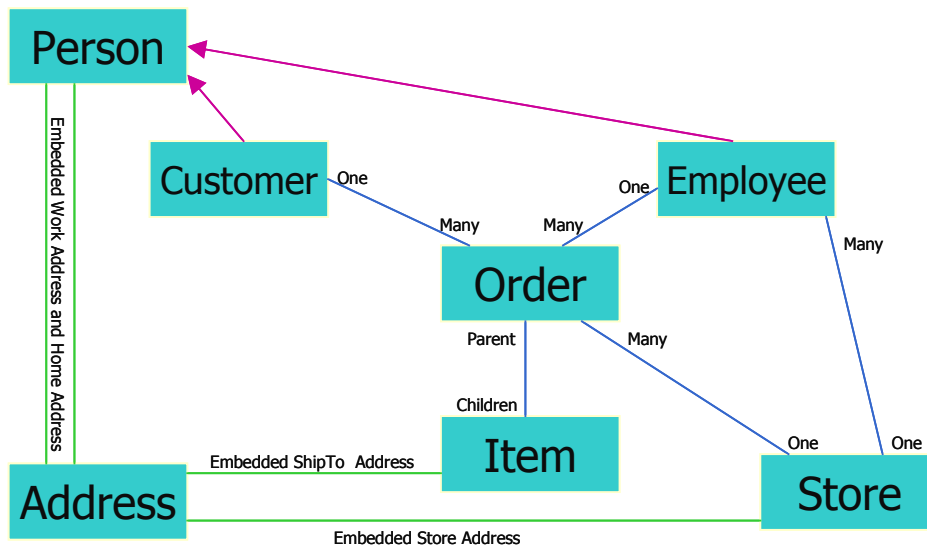 Person
Embedded Work Address and Home Address
Customer
Employee
One
One
Many
Many
Many
Order
Parent
Many
Children
Item
One
One
Embedded ShipTo  Address
Address
Store
Embedded Store Address